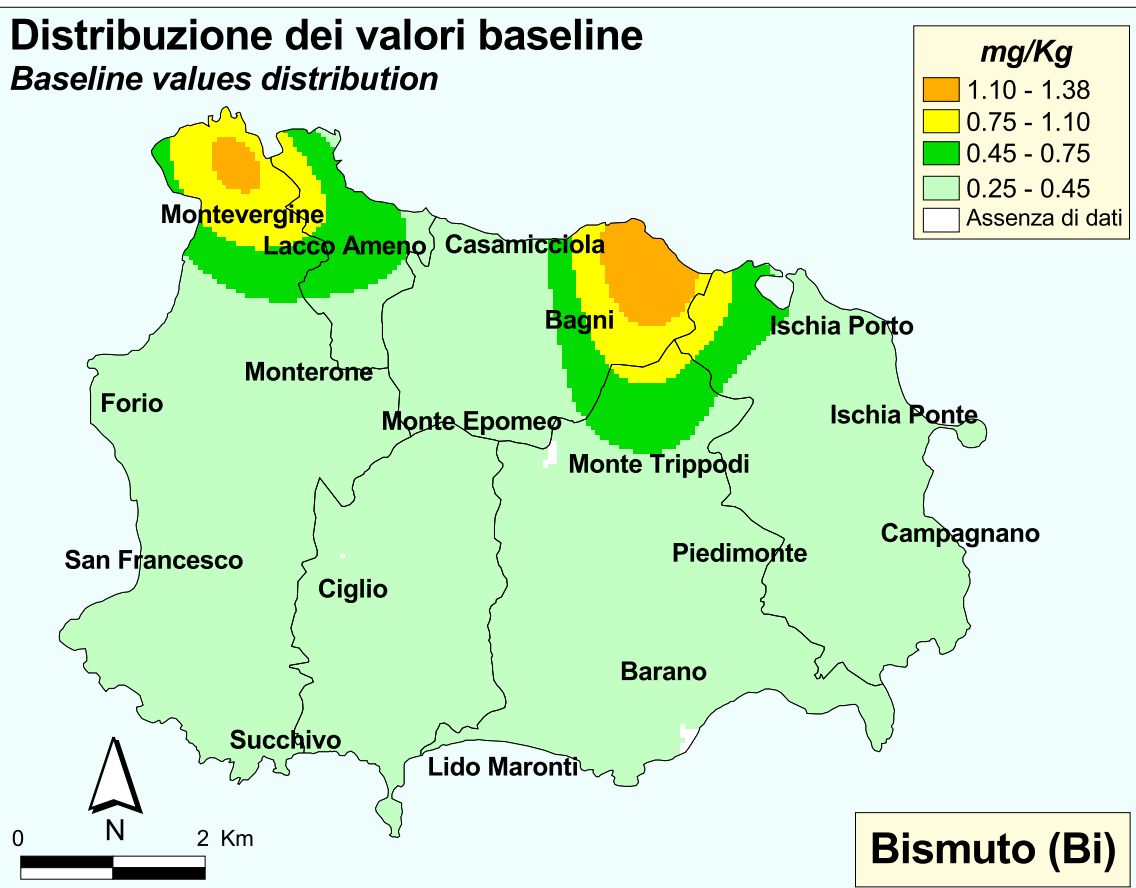 Distribuzione dei valori baseline
Baseline values distribution
mg/Kg
1.10 - 1.38
0.75 - 1.10
0.45 - 0.75
0.25 - 0.45
Assenza di dati
Montevergine
Lacco Ameno
Casamicciola
Bagni
Ischia Porto
Monterone
Forio
Monte Epomeo
Ischia Ponte
Monte Trippodi
San Francesco
Ciglio
Piedimonte
Campagnano
Barano
Succhivo
Lido Maronti
N
0 2 Km
Bismuto (Bi)